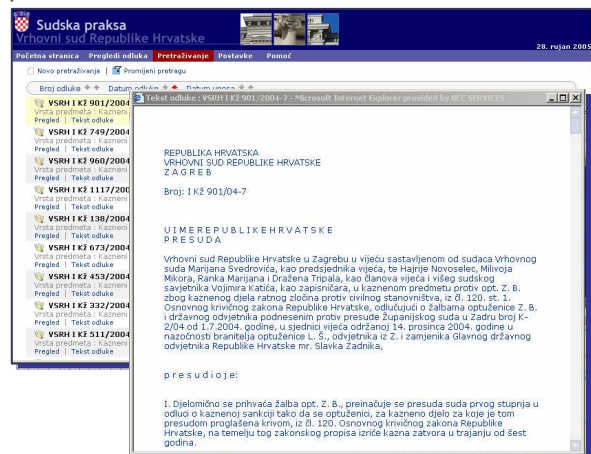 Sudska praksa
Vrhovni sud Republike Hrvatske
28. rujan 2005
Početna stranica Pregledi odluka Pretraživanje Postavke Pomoć
Novo pretraživanje | Promijeni pretragu
Broj odluke Datum odluke Datum unosa
VSRH I Kž 901/2004
Vrsta predmeta : Kazneni
Pregled | Tekst odluke
VSRH I Kž 749/2004
Vrsta predmeta : Kazneni
Pregled | Tekst odluke
VSRH I Kž 960/2004
Vrsta predmeta : Kazneni
Pregled | Tekst odluke
VSRH I Kž 1117/200
Vrsta predmeta : Kazneni
Pregled | Tekst odluke
VSRH I Kž 138/2004
Vrsta predmeta : Kazneni
Pregled | Tekst odluke
VSRH I Kž 673/2004
Vrsta predmeta : Kazneni
Pregled | Tekst odluke
VSRH I Kž 453/2004
Vrsta predmeta : Kazneni
Pregled | Tekst odluke
VSRH I Kž 332/2004
Vrsta predmeta : Kazneni
Pregled | Tekst odluke
VSRH I Kž 511/2004
Vrsta predmeta : Kazneni
Pregled | Tekst odluke
Tekst odluke : VSRH I Kž 901/2004-7 - Microsoft Internet Explorer provided by BCC SERVICES
REPUBLIKA HRVATSKA
VRHOVNI SUD REPUBLIKE HRVATSKE
Z A G R E B
Broj: I Kž 901/04-7
U I M E R E P U B L I K E H R V A T S K E
P R E S U D A
Vrhovni sud Republike Hrvatske u Zagrebu u vijeću sastavljenom od sudaca Vrhovnog
suda Marijana Svedrovića, kao predsjednika vijeća, te Hajrije Novoselec, Milivoja
Mikora, Ranka Marijana i Dražena Tripala, kao članova vijeća i višeg sudskog
savjetnika Vojimira Katića, kao zapisničara, u kaznenom predmetu protiv opt. Z. B.
zbog kaznenog djela ratnog zločina protiv civilnog stanovništva, iz čl. 120. st. 1.
Osnovnog krivičnog zakona Republike Hrvatske, odlučujući o žalbama optuženice Z. B.
i državnog odvjetnika podnesenim protiv presude Županijskog suda u Zadru broj K-
2/04 od 1.7.2004. godine, u sjednici vijeća održanoj 14. prosinca 2004. godine u
nazočnosti branitelja optuženice L. Š., odvjetnika iz Z. i zamjenika Glavnog državnog
odvjetnika Republike Hrvatske mr. Slavka Zadnika,
p r e s u d i o j e:
I. Djelomično se prihvaća žalba opt. Z. B., preinačuje se presuda suda prvog stupnja u
odluci o kaznenoj sankciji tako da se optuženici, za kazneno djelo za koje je tom
presudom proglašena krivom, iz čl. 120. Osnovnog krivičnog zakona Republike
Hrvatske, na temelju tog zakonskog propisa izriče kazna zatvora u trajanju od šest
godina.